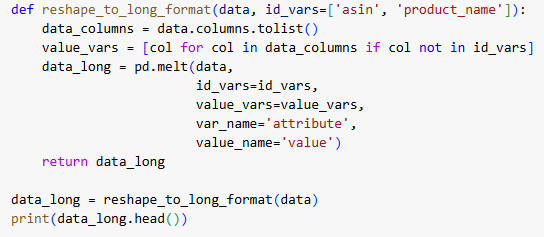 def reshape_to_long_format(data, id_vars=['asin', 'product_name']):
    data_columns = data.columns.tolist()
    value_vars = [col for col in data_columns if col not in id_vars]
    data_long = pd.melt(data,
                        id_vars=id_vars,
                        value_vars=value_vars,
                        var_name='attribute',
                        value_name='value')
    return data_long

data_long = reshape_to_long_format(data)
print(data_long.head())